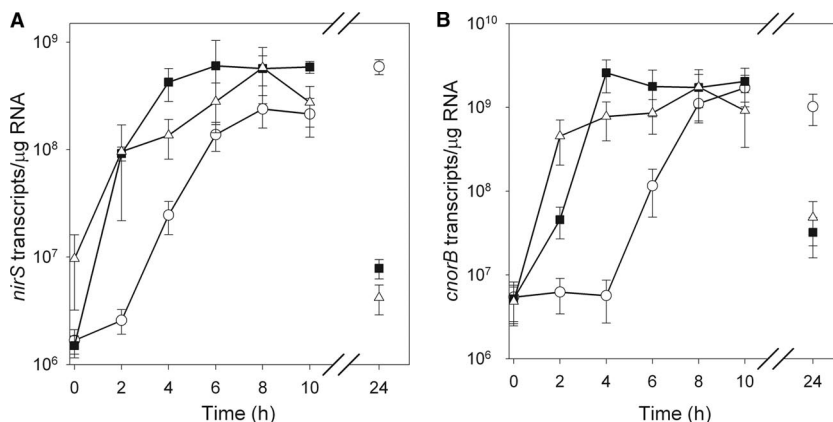 A
nirS transcripts/μg RNA
10⁹
10⁸
10⁷
10⁶
0 2 4 6 8 10 24
Time (h)
B
cnorB transcripts/μg RNA
10¹⁰
10⁹
10⁸
10⁷
10⁶
0 2 4 6 8 10 24
Time (h)